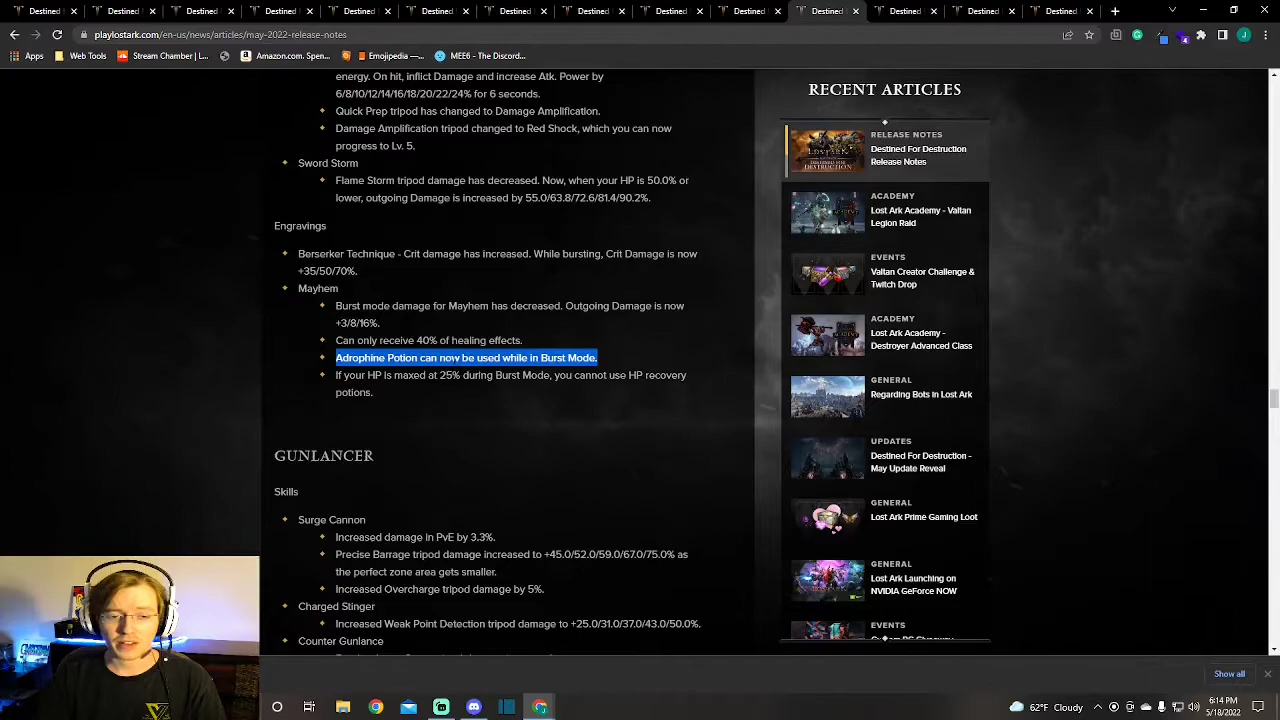 Destined Destined Destined Destined Destined Destined Destined Destined Destined Destined Destined Destined Destined Destined
playlostark.com/en-us/news/articles/may-2022-release-notes
Apps Web Tools Stream Chamber | L... Amazon.com. Spen... Emojipedia —... MEE6 - The Discord...
energy. On hit, inflict Damage and increase Atk. Power by
6/8/10/12/14/16/18/20/22/24% for 6 seconds.
Quick Prep tripod has changed to Damage Amplification.
Damage Amplification tripod changed to Red Shock, which you can now
progress to Lv. 5.
Sword Storm
Flame Storm tripod damage has decreased. Now, when your HP is 50.0% or
lower, outgoing Damage is increased by 55.0/63.8/72.6/81.4/90.2%.
Engravings
Berserker Technique - Crit damage has increased. While bursting, Crit Damage is now
+35/50/70%.
Mayhem
Burst mode damage for Mayhem has decreased. Outgoing Damage is now
+3/8/16%.
Can only receive 40% of healing effects.
Adrophine Potion can now be used while in Burst Mode.
If your HP is maxed at 25% during Burst Mode, you cannot use HP recovery
potions.
GUNLANCER
Skills
Surge Cannon
Increased damage in PvE by 3.3%.
Precise Barrage tripod damage increased to +45.0/52.0/59.0/67.0/75.0% as
the perfect zone area gets smaller.
Increased Overcharge tripod damage by 5%.
Charged Stinger
Increased Weak Point Detection tripod damage to +25.0/31.0/37.0/43.0/50.0%.
Counter Gunlance
RECENT ARTICLES
RELEASE NOTES
Destined For Destruction
Release Notes
ACADEMY
Lost Ark Academy - Valtan
Legion Raid
EVENTS
Valtan Creator Challenge &
Twitch Drop
ACADEMY
Lost Ark Academy -
Destroyer Advanced Class
GENERAL
Regarding Bots in Lost Ark
UPDATES
Destined For Destruction -
May Update Reveal
GENERAL
Lost Ark Prime Gaming Loot
GENERAL
Lost Ark Launching on
NVIDIA GeForce NOW
EVENTS
Show all
62°F Cloudy
6:14 PM
5/18/2022